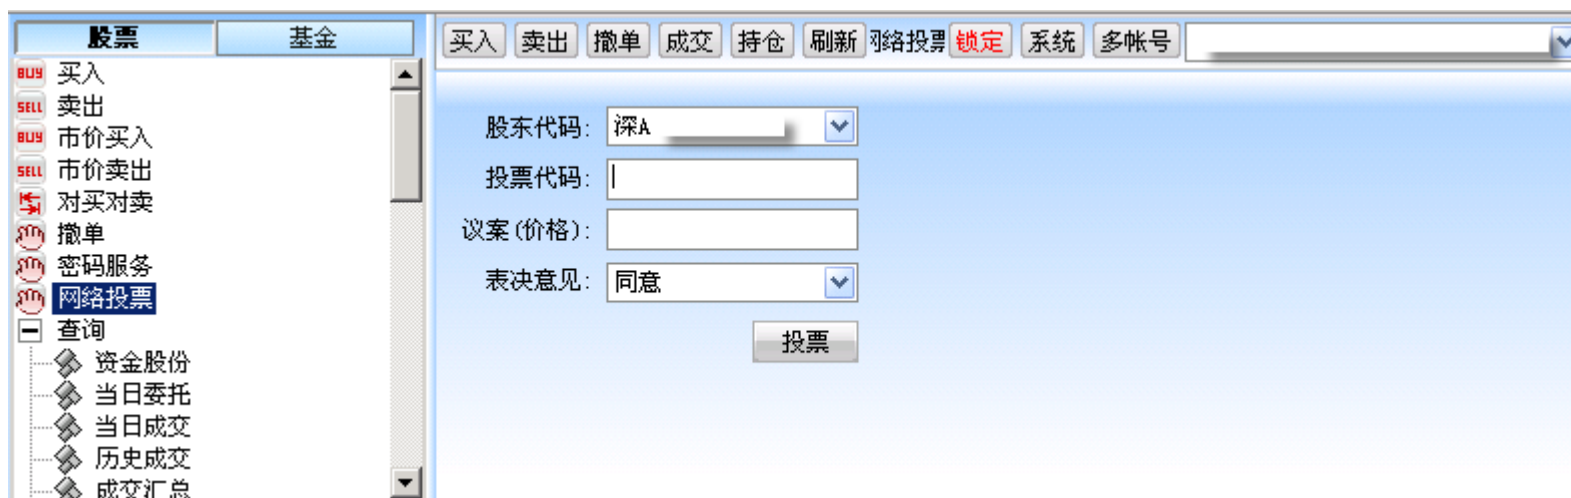 股票 基金
买入 卖出 撤单 成交 持仓 刷新 网络投票 锁定 系统 多帐号
BUY 买入
SELL 卖出
BUY 市价买入
SELL 市价卖出
对买对卖
撤单
密码服务
网络投票
查询
资金股份
当日委托
当日成交
历史成交
成交汇总
股东代码: 深A
投票代码:
议案(价格):
表决意见: 同意
投票